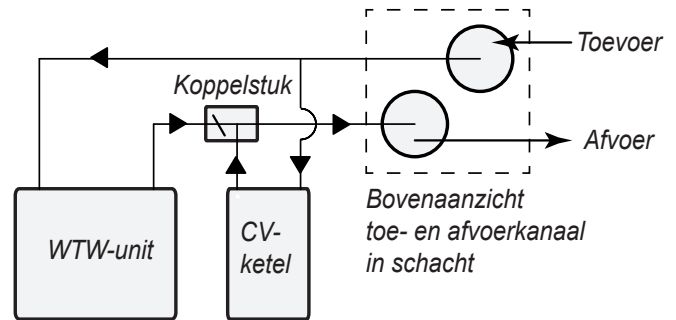 Toevoer
Koppelstuk
Afvoer
Bovenaanzicht
toe- en afvoerkanaal
in schacht
WTW-unit
CV-
ketel